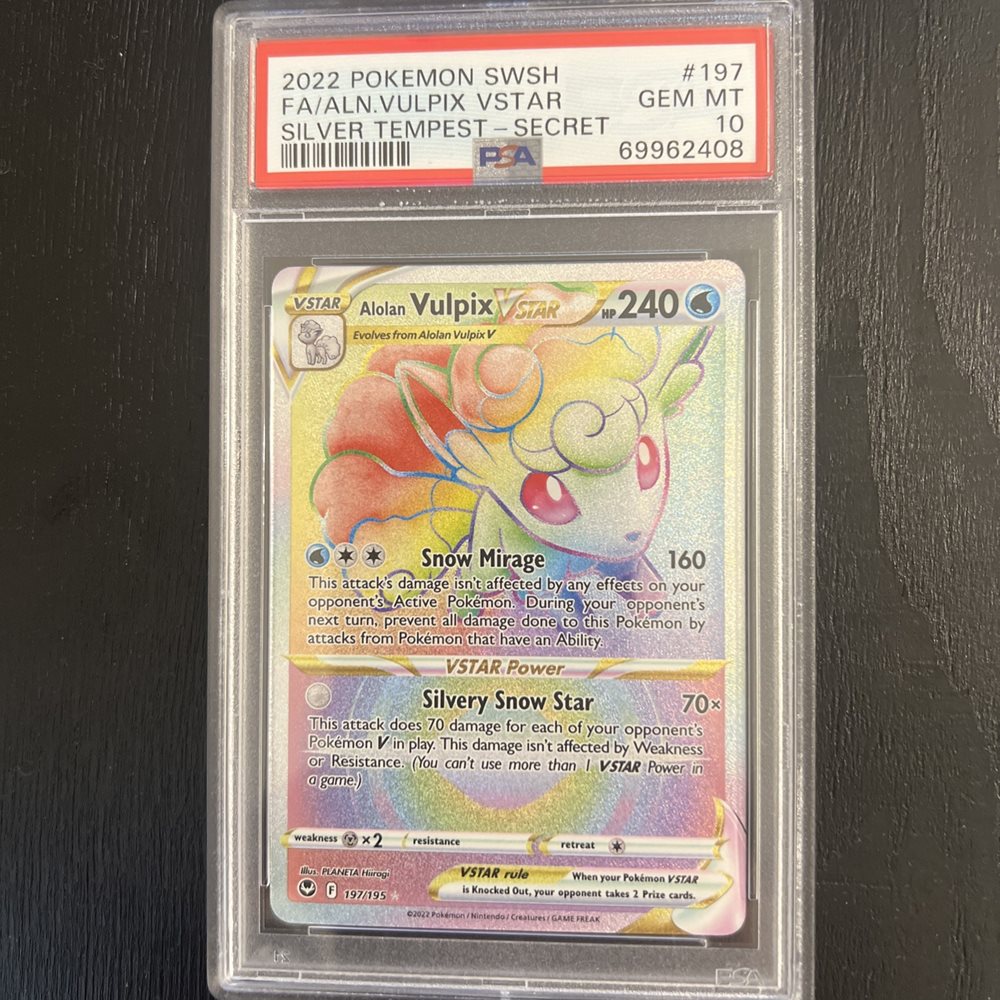 2022 POKEMON SWSH #197
FA/ALN.VULPIX VSTAR GEM MT
SILVER TEMPEST - SECRET 10
PSA 69962408
VSTAR Alolan Vulpix VSTAR HP 240
Evolves from Alolan Vulpix V
Snow Mirage 160
This attack's damage isn't affected by any effects on your
opponent's Active Pokémon. During your opponent's
next turn, prevent all damage done to this Pokémon by
attacks from Pokémon that have an Ability.
VSTAR Power
Silvery Snow Star 70×
This attack does 70 damage for each of your opponent's
Pokémon V in play. This damage isn't affected by Weakness
or Resistance. (You can't use more than 1 VSTAR Power in
a game.)
weakness ×2 resistance retreat
Illus. PLANETA Hiiragi
F 197/195
VSTAR rule When your Pokémon VSTAR
is Knocked Out, your opponent takes 2 Prize cards.
©2022 Pokémon / Nintendo / Creatures / GAME FREAK
PSA